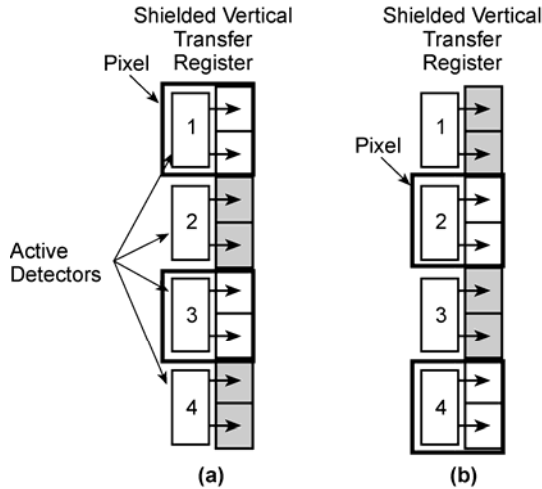 Shielded Vertical
Transfer
Register
Pixel
1
2
Active
Detectors
3
4
(a)
Shielded Vertical
Transfer
Register
1
Pixel
2
3
4
(b)